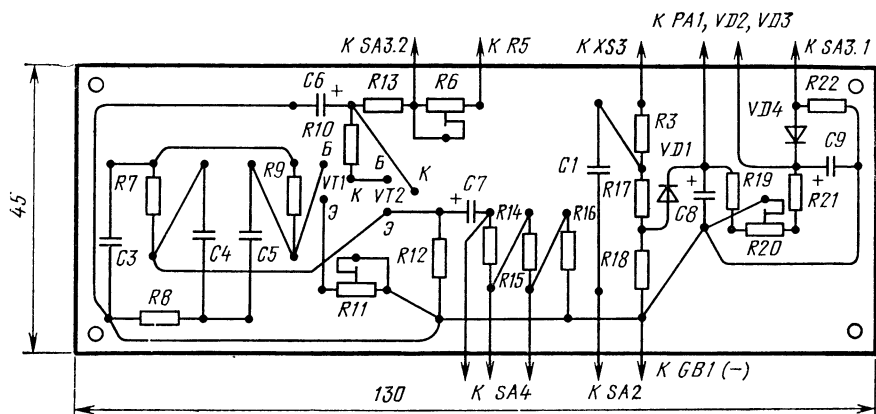 К PA1, VD2, VD3
К SA3.2
К R5
К XS3
К SA3.1
C6
+
R13
R6
R22
R10
R3
VD4
Б
VD1
C9
R7
R9
Б
К
C1
VT1
К
VT2
C7
+
R17
+
R19
+
R21
Э
Э
R14
R16
C8
45
C3
C4
C5
R12
R15
R18
R20
R8
R11
К GB1 (−)
130
К SA4
К SA2